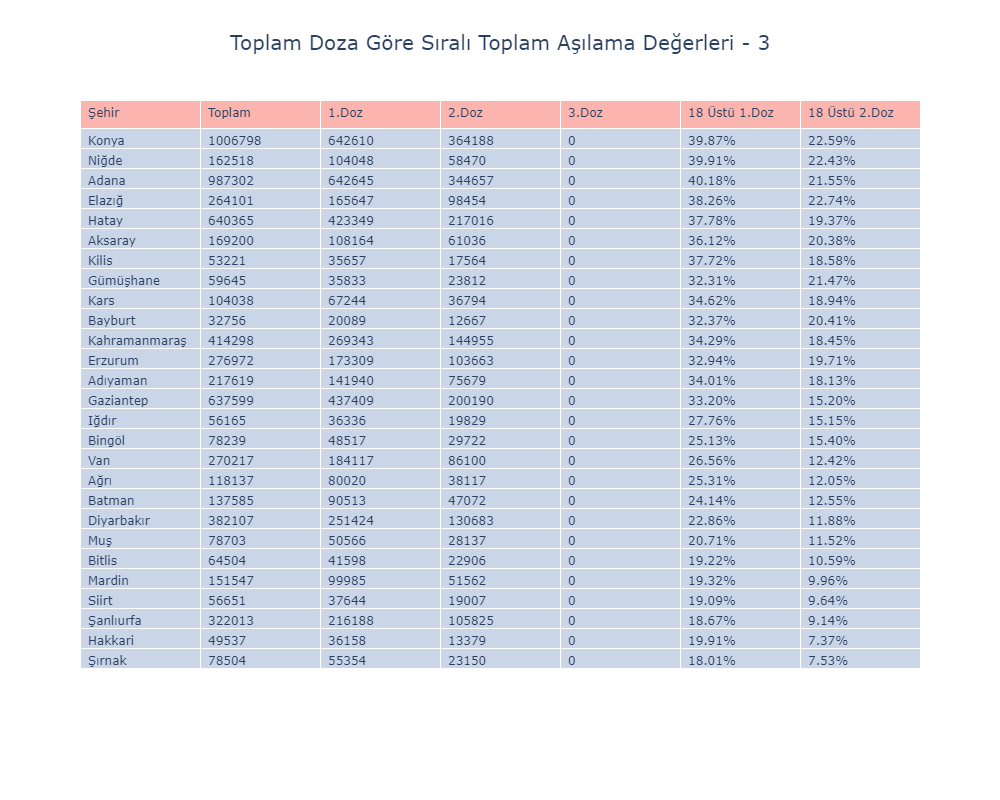 Toplam Doza Göre Sıralı Toplam Aşılama Değerleri - 3
Şehir Toplam 1.Doz 2.Doz 3.Doz 18 Üstü 1.Doz 18 Üstü 2.Doz
Konya 1006798 642610 364188 0 39.87% 22.59%
Niğde 162518 104048 58470 0 39.91% 22.43%
Adana 987302 642645 344657 0 40.18% 21.55%
Elazığ 264101 165647 98454 0 38.26% 22.74%
Hatay 640365 423349 217016 0 37.78% 19.37%
Aksaray 169200 108164 61036 0 36.12% 20.38%
Kilis 53221 35657 17564 0 37.72% 18.58%
Gümüşhane 59645 35833 23812 0 32.31% 21.47%
Kars 104038 67244 36794 0 34.62% 18.94%
Bayburt 32756 20089 12667 0 32.37% 20.41%
Kahramanmaraş 414298 269343 144955 0 34.29% 18.45%
Erzurum 276972 173309 103663 0 32.94% 19.71%
Adıyaman 217619 141940 75679 0 34.01% 18.13%
Gaziantep 637599 437409 200190 0 33.20% 15.20%
Iğdır 56165 36336 19829 0 27.76% 15.15%
Bingöl 78239 48517 29722 0 25.13% 15.40%
Van 270217 184117 86100 0 26.56% 12.42%
Ağrı 118137 80020 38117 0 25.31% 12.05%
Batman 137585 90513 47072 0 24.14% 12.55%
Diyarbakır 382107 251424 130683 0 22.86% 11.88%
Muş 78703 50566 28137 0 20.71% 11.52%
Bitlis 64504 41598 22906 0 19.22% 10.59%
Mardin 151547 99985 51562 0 19.32% 9.96%
Siirt 56651 37644 19007 0 19.09% 9.64%
Şanlıurfa 322013 216188 105825 0 18.67% 9.14%
Hakkari 49537 36158 13379 0 19.91% 7.37%
Şırnak 78504 55354 23150 0 18.01% 7.53%